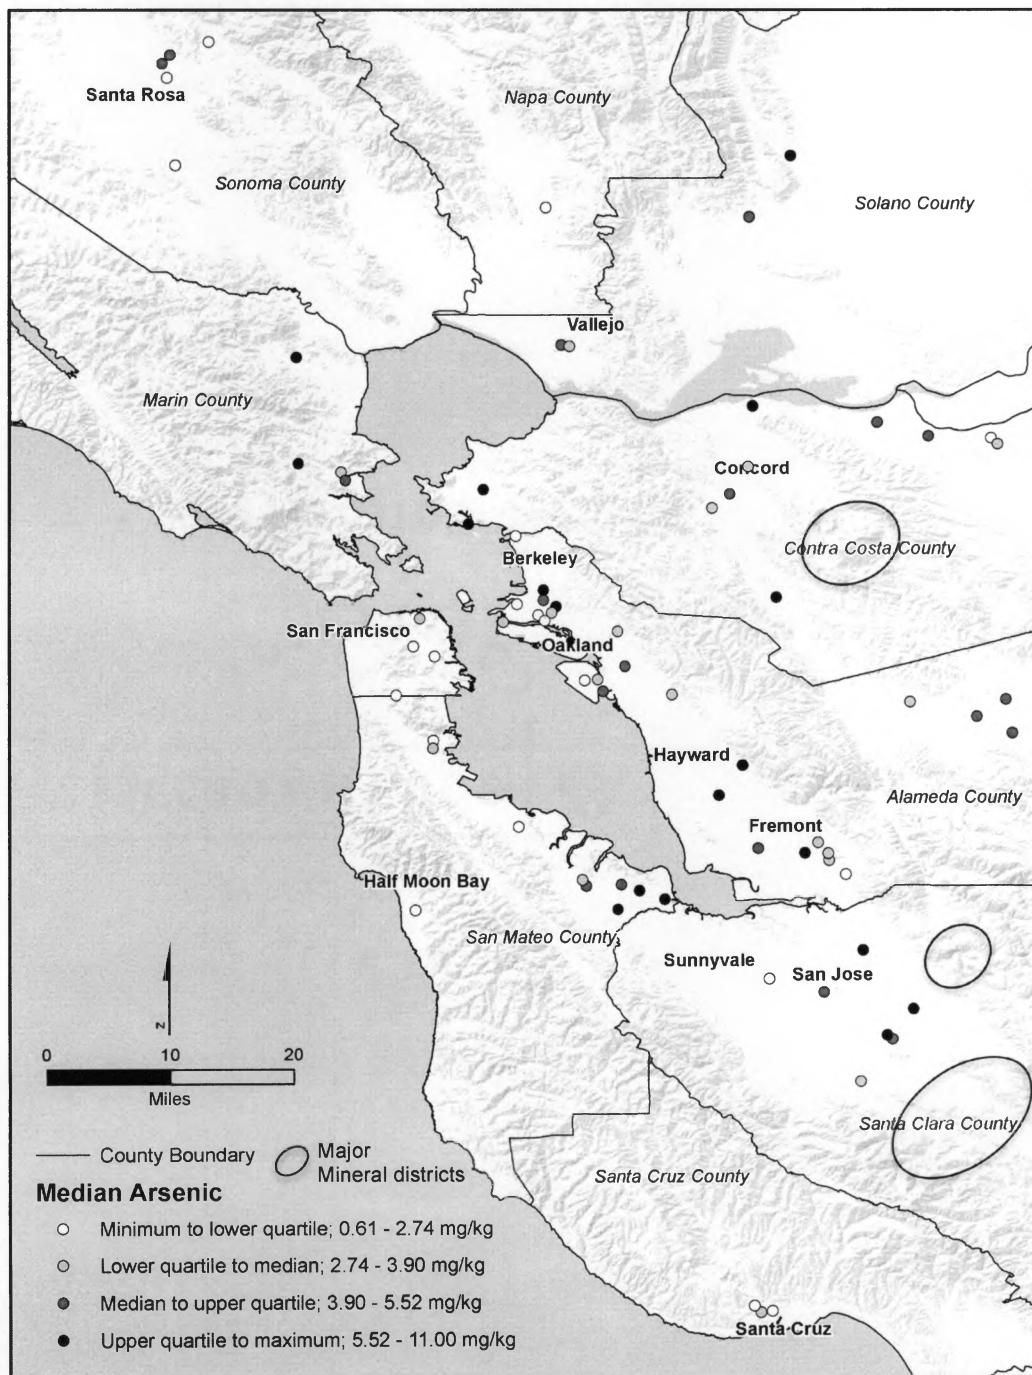 Santa Rosa
Napa County
Sonoma County
Solano County
Vallejo
Marin County
Concord
Contra Costa County
Berkeley
San Francisco
Oakland
Hayward
Alameda County
Fremont
Half Moon Bay
San Mateo County
Sunnyvale
San Jose
N
0 10 20
Miles
Santa Clara County
Santa Cruz County
County Boundary
Major
Mineral districts
Median Arsenic
Minimum to lower quartile; 0.61 - 2.74 mg/kg
Lower quartile to median; 2.74 - 3.90 mg/kg
Median to upper quartile; 3.90 - 5.52 mg/kg
Upper quartile to maximum; 5.52 - 11.00 mg/kg
Santa Cruz